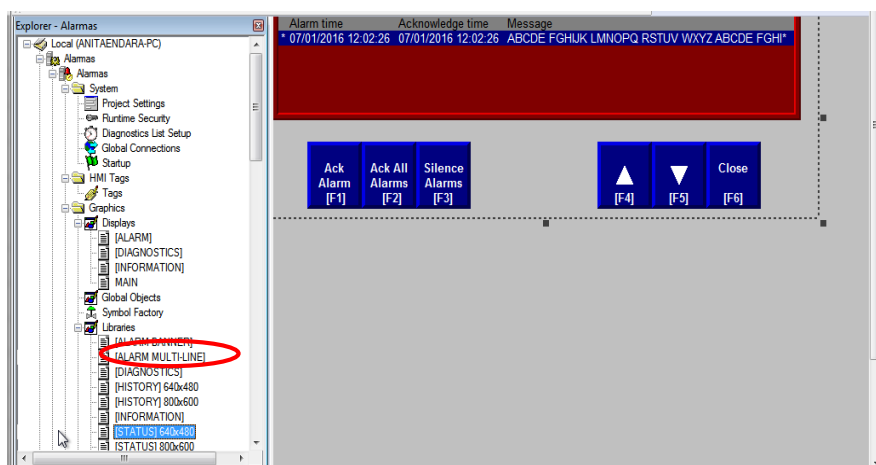 Explorer - Alarmas
Local (ANITAENDARA-PC)
Alarmas
Alarmas
System
Project Settings
Runtime Security
Diagnostics List Setup
Global Connections
Startup
HMI Tags
Tags
Graphics
Displays
[ALARM]
[DIAGNOSTICS]
[INFORMATION]
MAIN
Global Objects
Symbol Factory
Libraries
[ALARM BANNER]
[ALARM MULTI-LINE]
[DIAGNOSTICS]
[HISTORY] 640x480
[HISTORY] 800x600
[INFORMATION]
[STATUS] 640x480
[STATUS] 800x600
Alarm time Acknowledge time Message
* 07/01/2016 12:02:26 07/01/2016 12:02:26 ABCDE FGHIJK LMNOPQ RSTUV WXYZ ABCDE FGHI*
Ack
Alarm
[F1]
Ack All
Alarms
[F2]
Silence
Alarms
[F3]
[F4]
[F5]
Close
[F6]